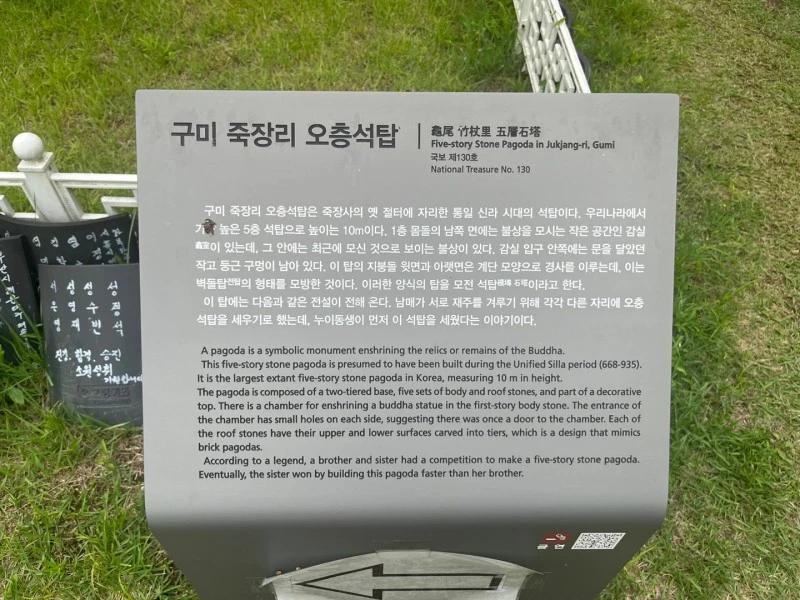 구미 죽장리 오층석탑
龜尾 竹杖里 五層石塔
Five-story Stone Pagoda in Jukjang-ri, Gumi
국보 제130호
National Treasure No. 130
구미 죽장리 오층석탑은 죽장사의 옛 절터에 자리한 통일 신라 시대의 석탑이다. 우리나라에서
높은 5층 석탑으로 높이는 10m이다. 1층 몸돌의 남쪽 면에는 불상을 모시는 작은 공간인 감실
龕室이 있는데, 그 안에는 최근에 모신 것으로 보이는 불상이 있다. 감실 입구 안쪽에는 문을 달았던
작고 둥근 구멍이 남아 있다. 이 탑의 지붕돌 윗면과 아랫면은 계단 모양으로 경사를 이루는데, 이는
벽돌탑전탑의 형태를 모방한 것이다. 이러한 양식의 탑을 모전 석탑模塼 石塔이라고 한다.
이 탑에는 다음과 같은 전설이 전해 온다. 남매가 서로 재주를 겨루기 위해 각각 다른 자리에 오층
석탑을 세우기로 했는데, 누이동생이 먼저 이 석탑을 세웠다는 이야기이다.
A pagoda is a symbolic monument enshrining the relics or remains of the Buddha.
This five-story stone pagoda is presumed to have been built during the Unified Silla period (668-935).
It is the largest extant five-story stone pagoda in Korea, measuring 10 m in height.
The pagoda is composed of a two-tiered base, five sets of body and roof stones, and part of a decorative
top. There is a chamber for enshrining a buddha statue in the first-story body stone. The entrance of
the chamber has small holes on each side, suggesting there was once a door to the chamber. Each of
the roof stones have their upper and lower surfaces carved into tiers, which is a design that mimics
brick pagodas.
According to a legend, a brother and sister had a competition to make a five-story stone pagoda.
Eventually, the sister won by building this pagoda faster than her brother.
금연